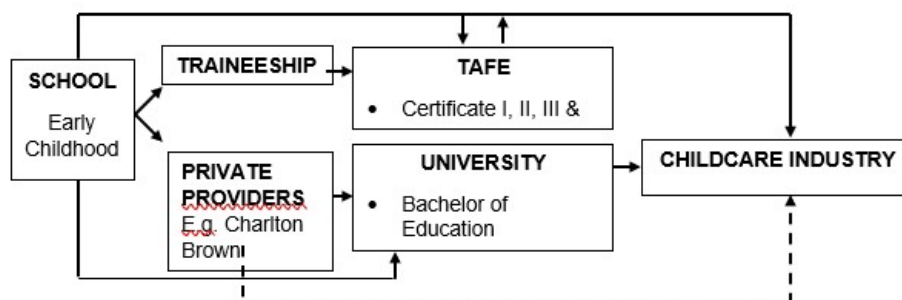 SCHOOL
Early
Childhood
TRAINEESHIP
PRIVATE
PROVIDERS
E.g. Charlton
Brown
TAFE
• Certificate I, II, III &
UNIVERSITY
• Bachelor of
Education
CHILDCARE INDUSTRY